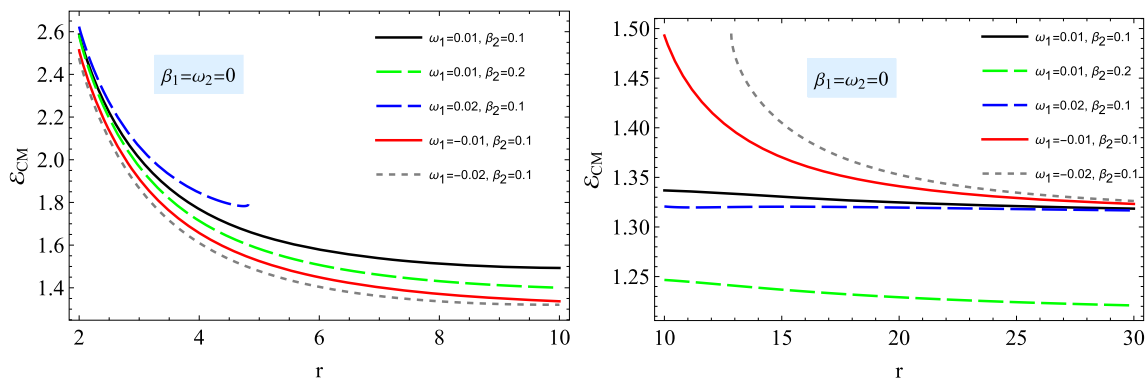 2.6
2.4
2.2
2.0
1.8
1.6
1.4
ℰCM
2
4
6
8
10
r
β1=ω2=0
ω1=0.01, β2=0.1
ω1=0.01, β2=0.2
ω1=0.02, β2=0.1
ω1=-0.01, β2=0.1
ω1=-0.02, β2=0.1
1.50
1.45
1.40
1.35
1.30
1.25
ℰCM
10
15
20
25
30
r
β1=ω2=0
ω1=0.01, β2=0.1
ω1=0.01, β2=0.2
ω1=0.02, β2=0.1
ω1=-0.01, β2=0.1
ω1=-0.02, β2=0.1